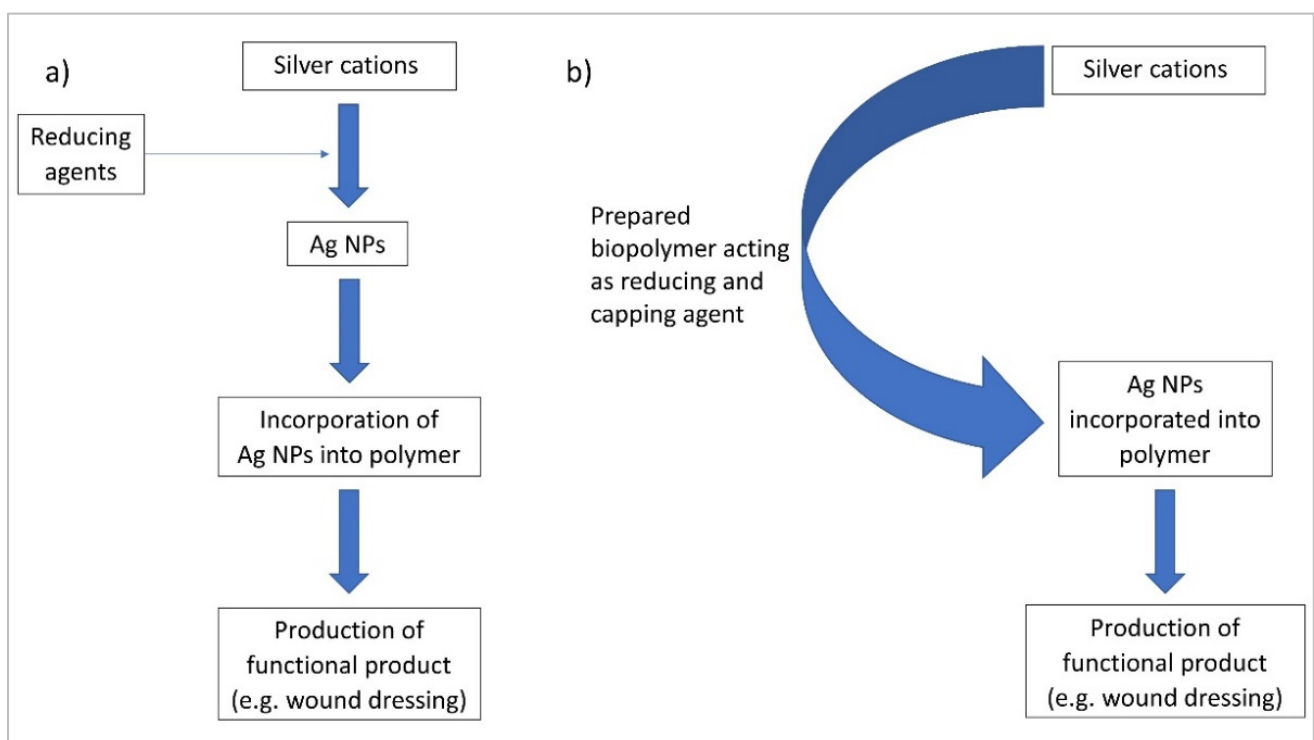 a)
Silver cations
Reducing
agents
Ag NPs
Incorporation of
Ag NPs into polymer
Production of
functional product
(e.g. wound dressing)
b)
Silver cations
Prepared
biopolymer acting
as reducing and
capping agent
Ag NPs
incorporated into
polymer
Production of
functional product
(e.g. wound dressing)